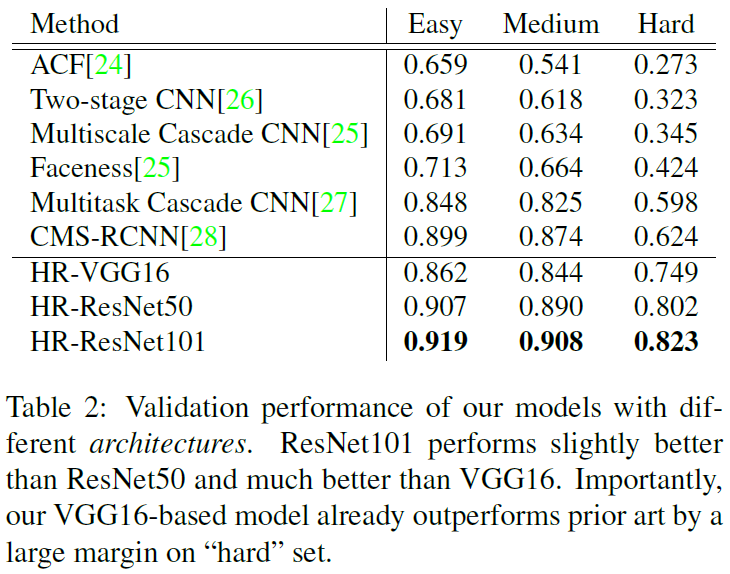 Method Easy Medium Hard
ACF[24] 0.659 0.541 0.273
Two-stage CNN[26] 0.681 0.618 0.323
Multiscale Cascade CNN[25] 0.691 0.634 0.345
Faceness[25] 0.713 0.664 0.424
Multitask Cascade CNN[27] 0.848 0.825 0.598
CMS-RCNN[28] 0.899 0.874 0.624
HR-VGG16 0.862 0.844 0.749
HR-ResNet50 0.907 0.890 0.802
HR-ResNet101 0.919 0.908 0.823
Table 2: Validation performance of our models with dif-
ferent architectures. ResNet101 performs slightly better
than ResNet50 and much better than VGG16. Importantly,
our VGG16-based model already outperforms prior art by a
large margin on “hard” set.